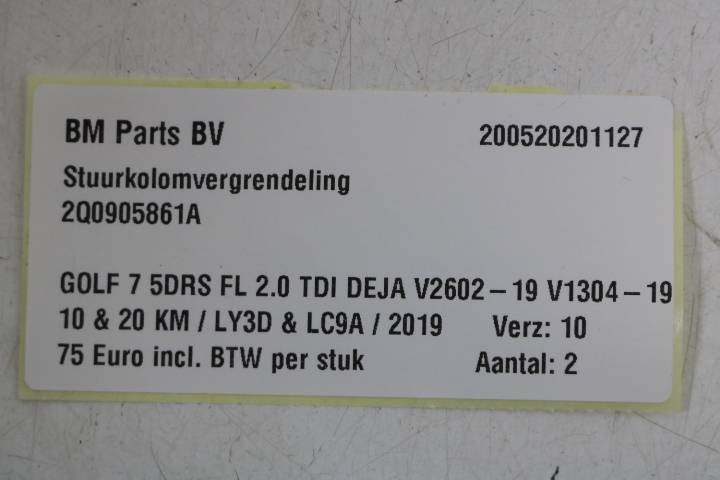 BM Parts BV 200520201127
Stuurkolomvergrendeling
2Q0905861A
GOLF 7 5DRS FL 2.0 TDI DEJA V2602 – 19 V1304 – 19
10 & 20 KM / LY3D & LC9A / 2019 Verz: 10
75 Euro incl. BTW per stuk Aantal: 2